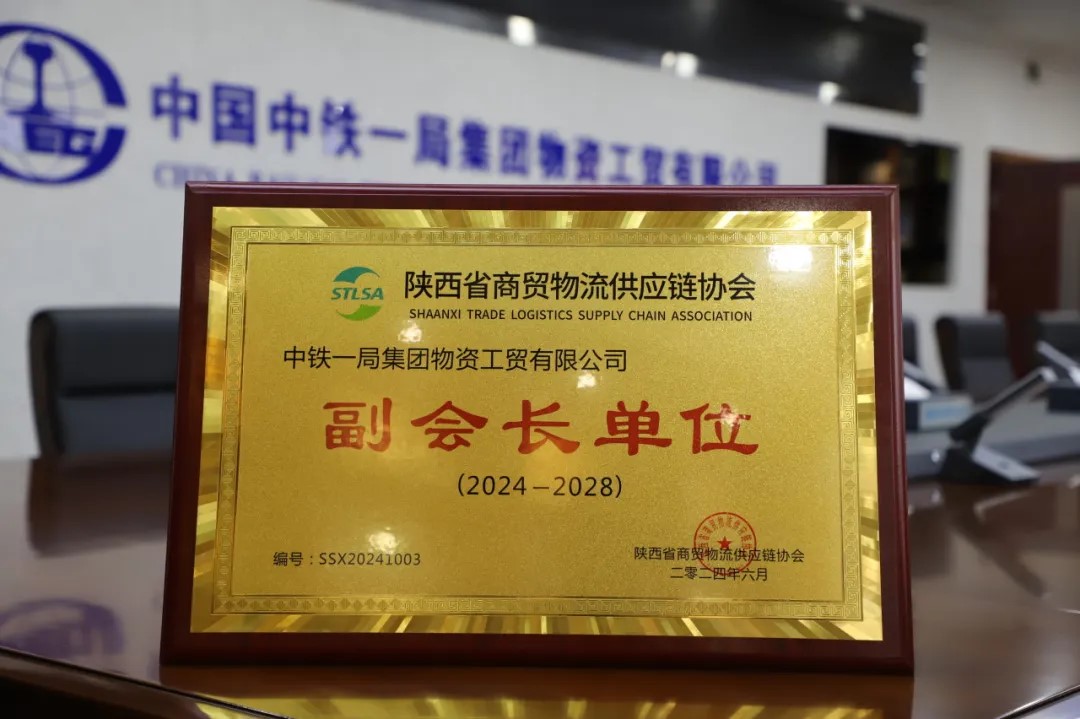 中国中铁一局集团物资工贸有限公司
STLSA
陕西省商贸物流供应链协会
SHAANXI TRADE LOGISTICS SUPPLY CHAIN ASSOCIATION
中铁一局集团物资工贸有限公司
副会长单位
(2024—2028)
编号：SSX20241003
陕西省商贸物流供应链协会
二零二四年六月